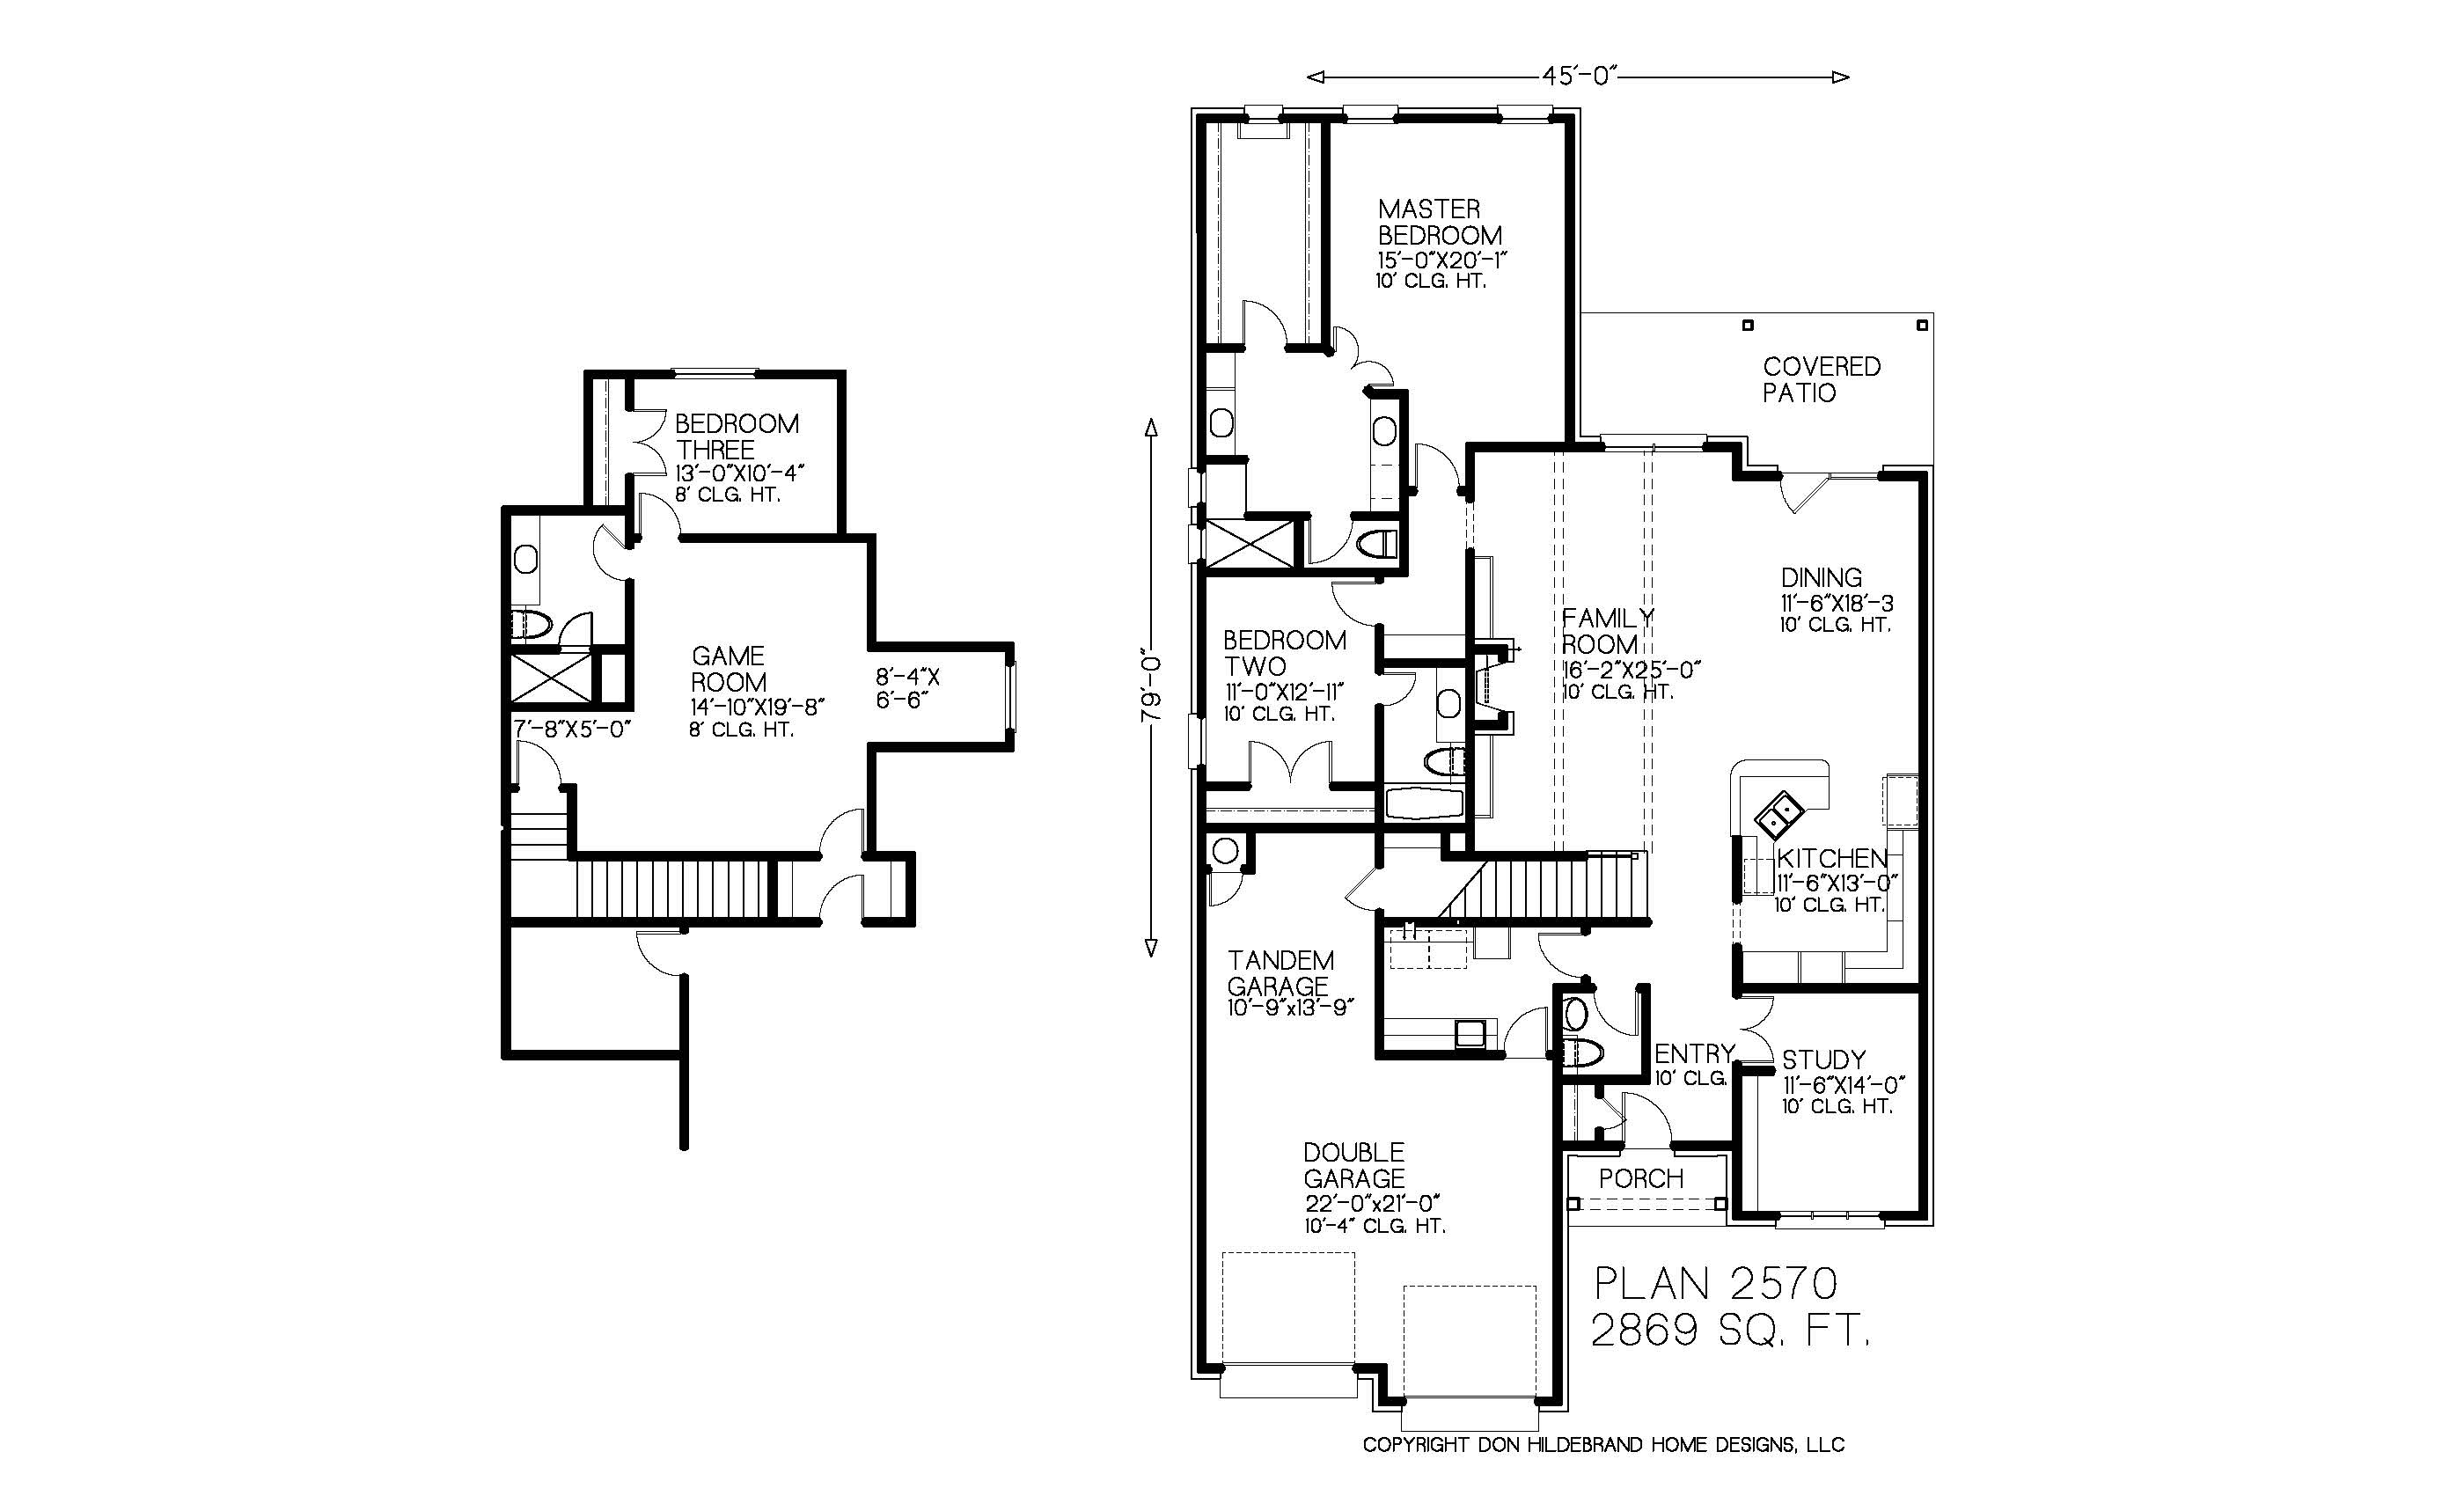 45'-0"
MASTER
BEDROOM
15'-0"X20'-1"
10' CLG. HT.
COVERED
PATIO
BEDROOM
THREE
13'-0"X10'-4"
8' CLG. HT.
DINING
11'-6"X18'-3
10' CLG. HT.
FAMILY
ROOM
16'-2"X25'-0"
10' CLG. HT.
BEDROOM
TWO
11'-0"X12'-11"
10' CLG. HT.
79'-0"
GAME
ROOM
14'-10"X19'-8"
8' CLG. HT.
8'-4"X
6'-6"
7'-8"X5'-0"
KITCHEN
11'-6"X13'-0"
10' CLG. HT.
TANDEM
GARAGE
10'-9"x13'-9"
ENTRY
10' CLG.
STUDY
11'-6"X14'-0"
10' CLG. HT.
DOUBLE
GARAGE
22'-0"x21'-0"
10'-4" CLG. HT.
PORCH
PLAN 2570
2869 SQ. FT.
COPYRIGHT DON HILDEBRAND HOME DESIGNS, LLC